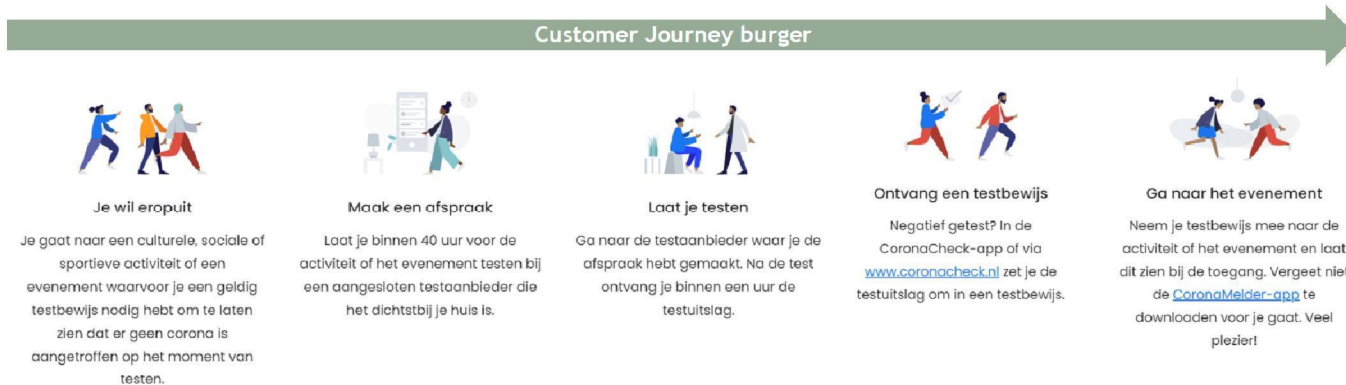 Customer Journey burger
Je wil eropuit
Je gaat naar een culturele, sociale of
sportieve activiteit of een
evenement waarvoor je een geldig
testbewijs nodig hebt om te laten
zien dat er geen corona is
aangetroffen op het moment van
testen.
Maak een afspraak
Laat je binnen 40 uur voor de
activiteit of het evenement testen bij
een aangesloten testaanbieder die
het dichtstbij je huis is.
Laat je testen
Ga naar de testaanbieder waar je de
afspraak hebt gemaakt. Na de test
ontvang je binnen een uur de
testuitslag.
Ontvang een testbewijs
Negatief getest? In de
CoronaCheck-app of via
www.coronacheck.nl zet je de
testuitslag om in een testbewijs.
Ga naar het evenement
Neem je testbewijs mee naar de
activiteit of het evenement en laat
dit zien bij de toegang. Vergeet niet
de CoronaMelder-app te
downloaden voor je gaat. Veel
plezier!